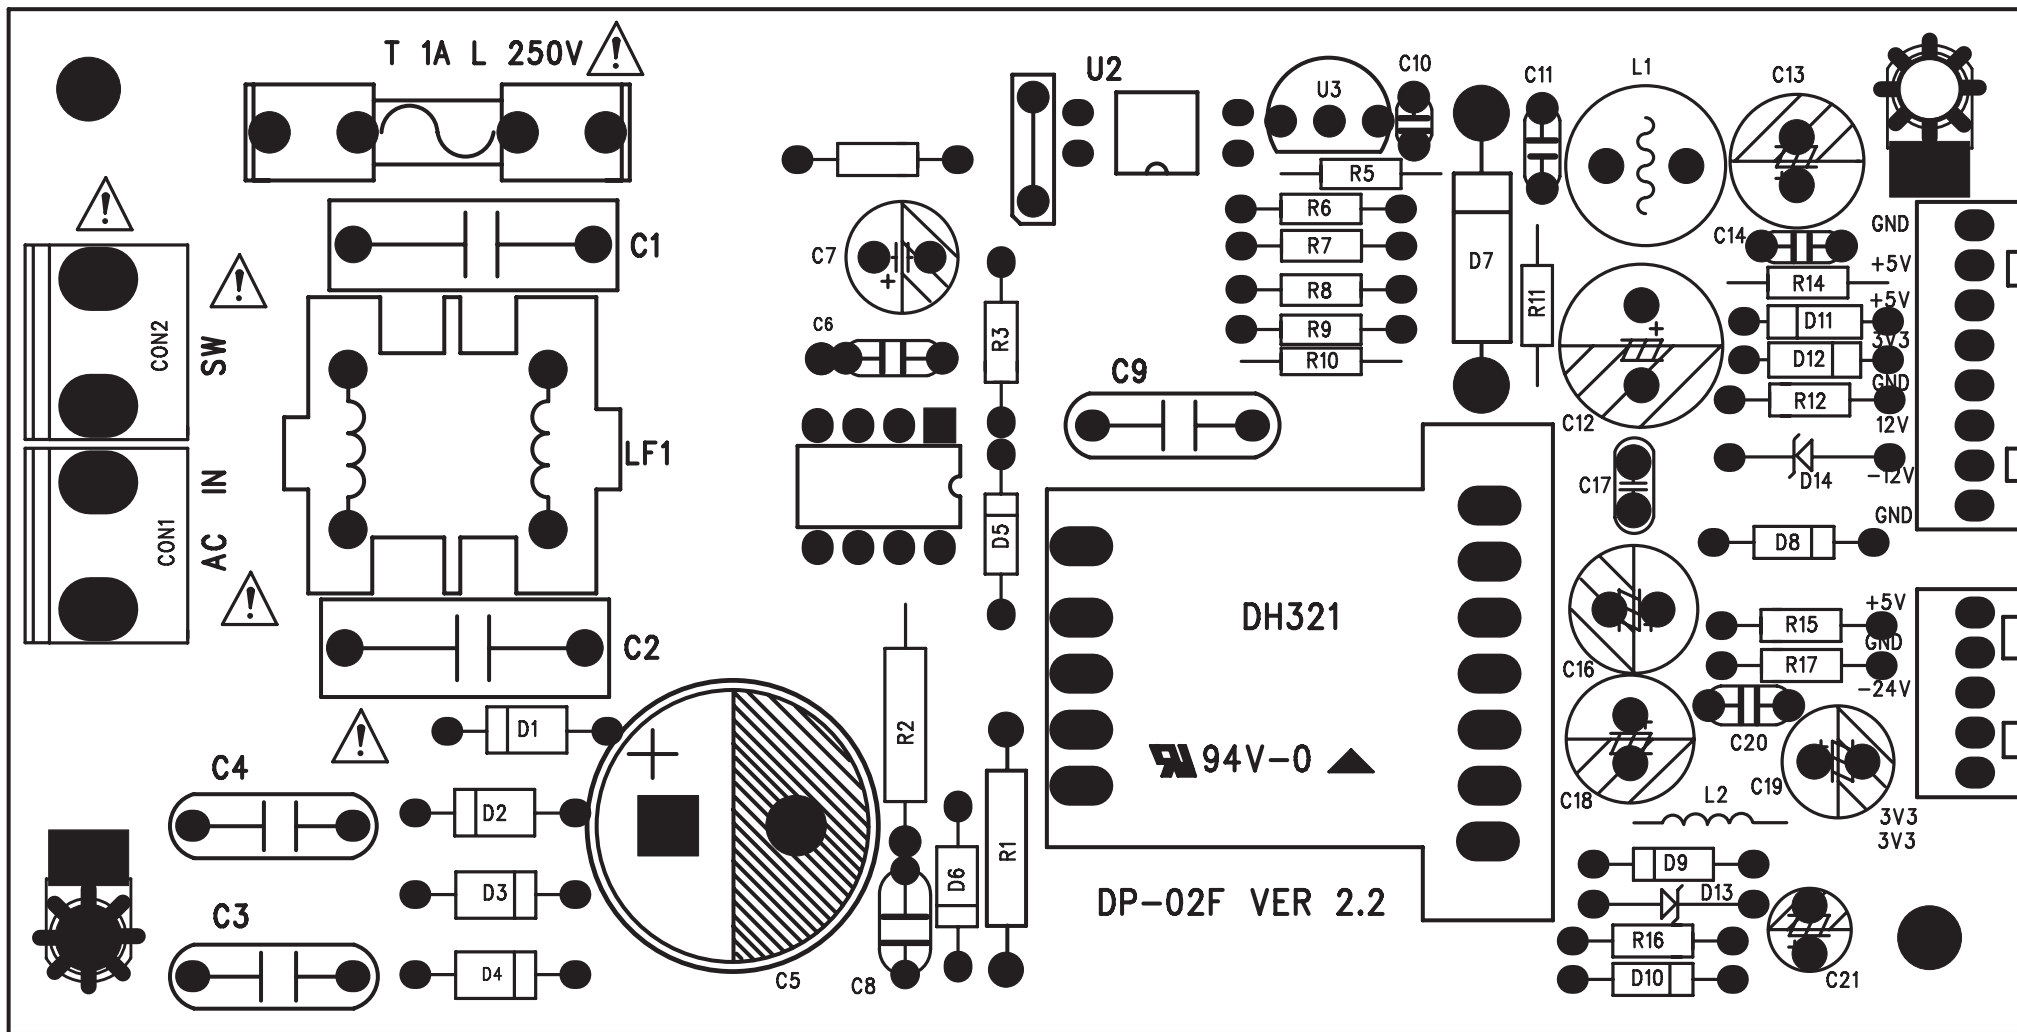 T 1A L 250V
U2
C10
C11
L1
C13
U3
R5
R6
R7
R8
R9
R10
D7
R11
C14
R14
D11
D12
R12
D14
C12
C17
D8
GND
+5V
+5V
3V3
GND
12V
-12V
GND
C1
C7
C6
R3
C9
CON2
SW
LF1
CON1
AC IN
D5
C2
DH321
C16
R15
R17
+5V
GND
-24V
C20
C18
C19
L2
3V3
3V3
D1
R2
94V-0
C4
D2
D3
D4
C3
C5
C8
D6
R1
DP-02F VER 2.2
D9
D13
R16
D10
C21